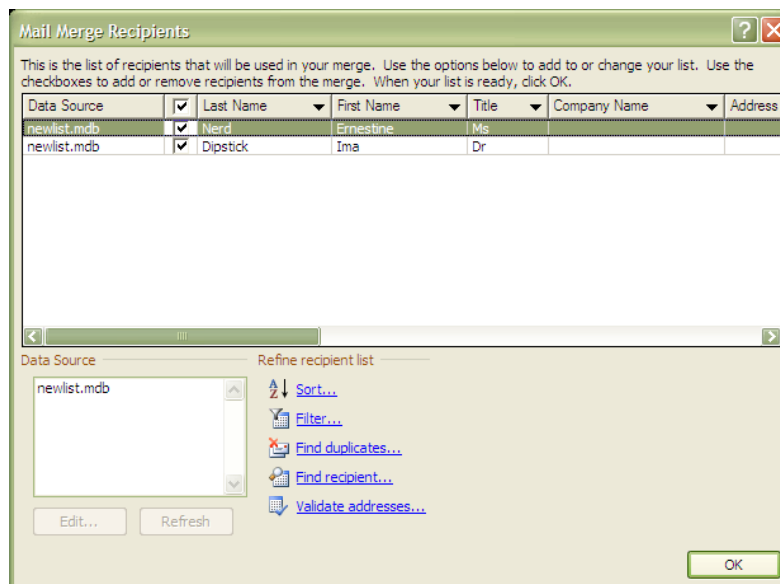 Mail Merge Recipients
This is the list of recipients that will be used in your merge. Use the options below to add to or change your list. Use the
checkboxes to add or remove recipients from the merge. When your list is ready, click OK.
Data Source Last Name First Name Title Company Name Address
newlist.mdb Nerd Ernestine Ms
newlist.mdb Dipstick Ima Dr
Data Source Refine recipient list
newlist.mdb
Sort...
Filter...
Find duplicates...
Find recipient...
Validate addresses...
Edit... Refresh
OK